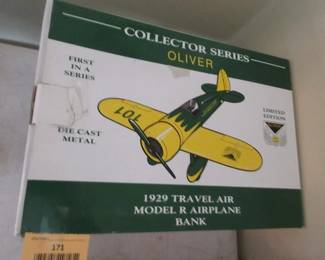 COLLECTOR SERIES
OLIVER
FIRST
IN A
SERIES
LIMITED
EDITION
101
DIE CAST
METAL
1929 TRAVEL AIR
MODEL R AIRPLANE
BANK
171